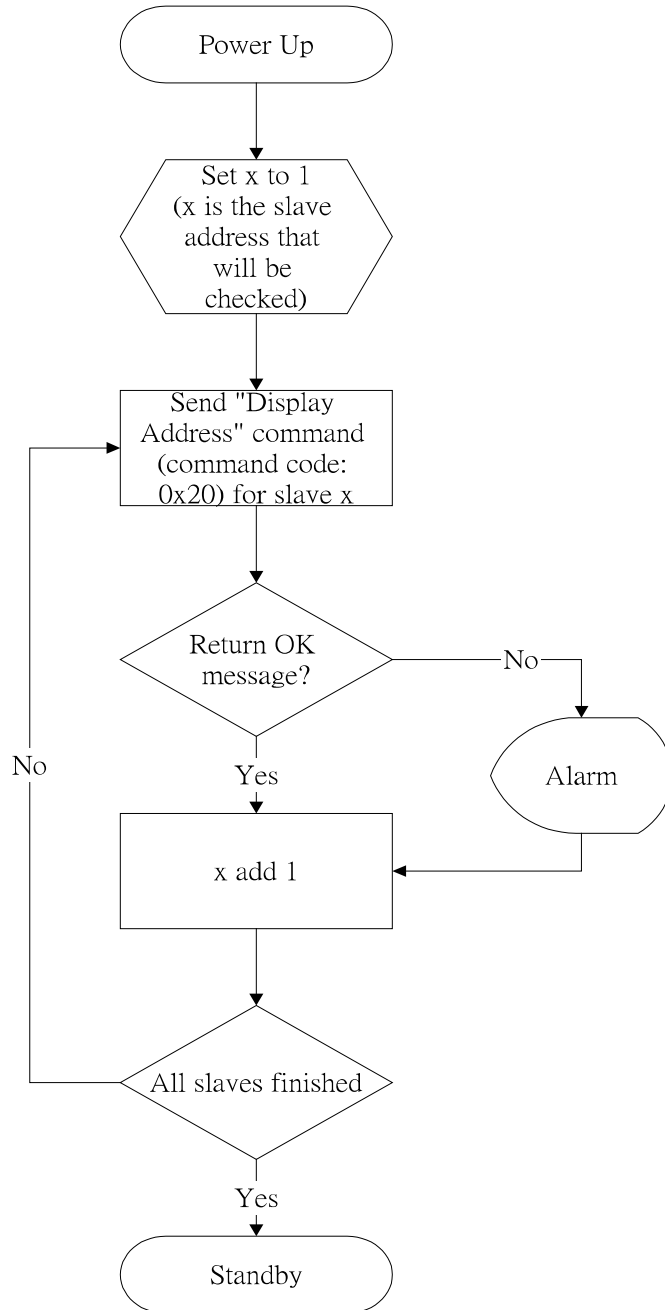 Power Up
Set x to 1
(x is the slave
address that
will be
checked)
Send "Display
Address" command
(command code:
0x20) for slave x
Return OK
message?
No
Alarm
No
Yes
x add 1
All slaves finished
Yes
Standby